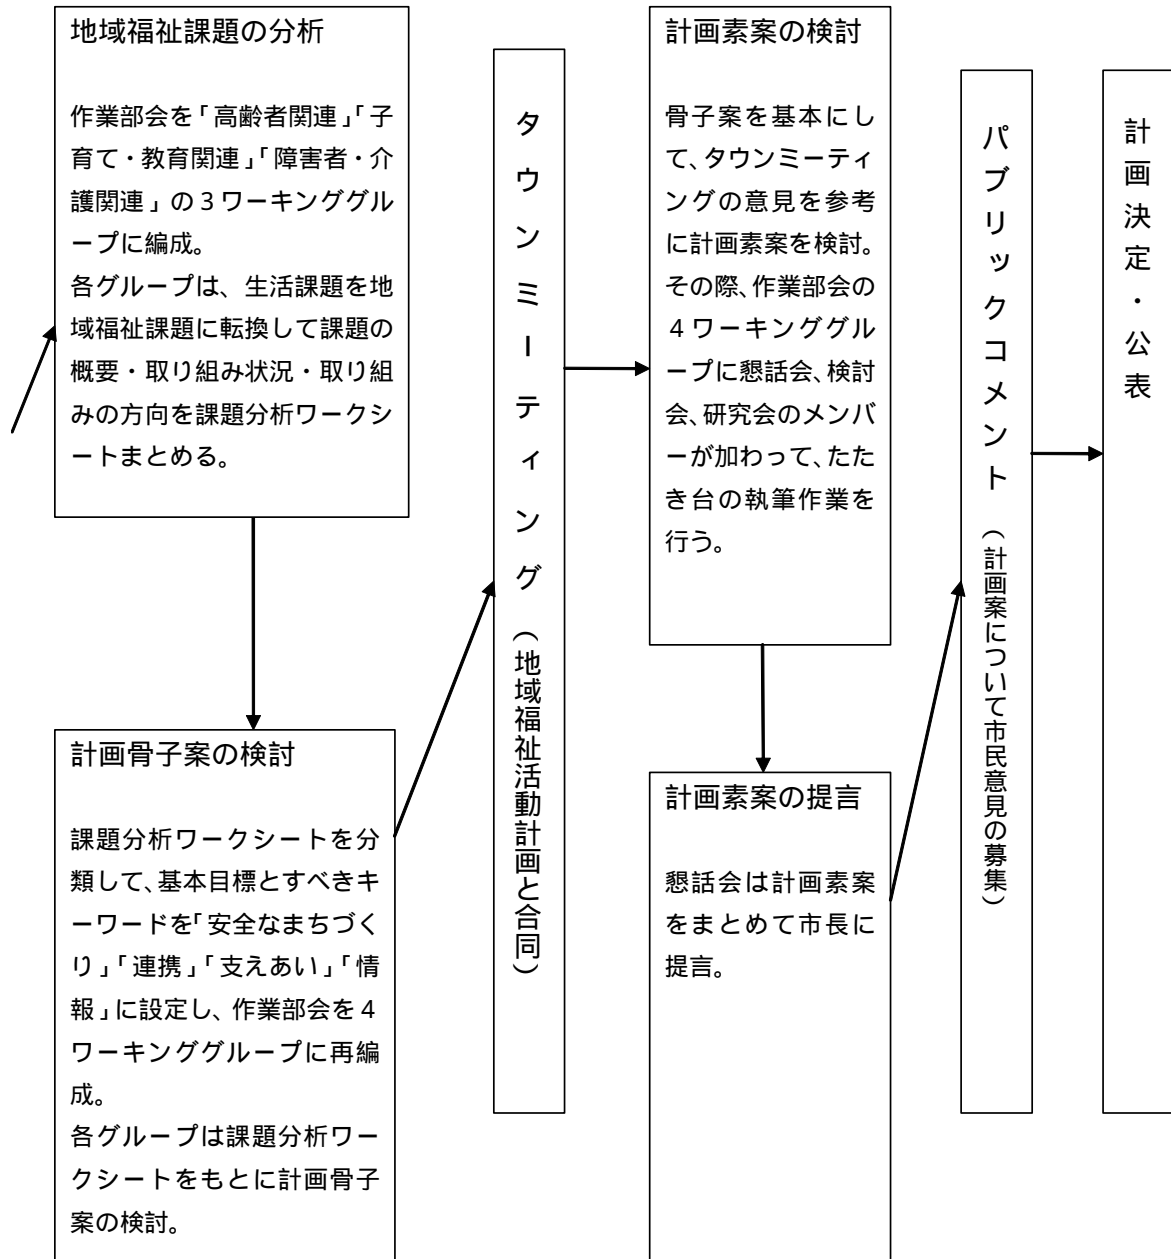 地域福祉課題の分析
作業部会を「高齢者関連」「子
育て・教育関連」「障害者・介
護関連」の3ワーキンググル
ープに編成。
各グループは、生活課題を地
域福祉課題に転換して課題の
概要・取り組み状況・取り組
みの方向を課題分析ワークシ
ートまとめる。
計画骨子案の検討
課題分析ワークシートを分
類して、基本目標とすべきキ
ーワードを「安全なまちづく
り」「連携」「支えあい」「情
報」に設定し、作業部会を4
ワーキンググループに再編
成。
各グループは課題分析ワー
クシートをもとに計画骨子
案の検討。
タウンミーティング（地域福祉活動計画と合同）
計画素案の検討
骨子案を基本にし
て、タウンミーティ
ングの意見を参考
に計画素案を検討。
その際、作業部会の
4ワーキンググル
ープに懇話会、検討
会、研究会のメンバ
ーが加わって、たた
き台の執筆作業を
行う。
計画素案の提言
懇話会は計画素案
をまとめて市長に
提言。
パブリックコメント（計画案について市民意見の募集）
計画決定・公表